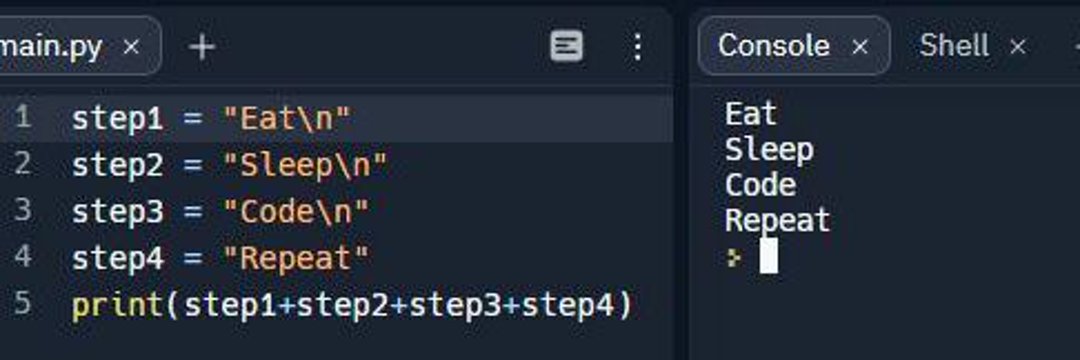 main.py × +
1 step1 = "Eat\n"
2 step2 = "Sleep\n"
3 step3 = "Code\n"
4 step4 = "Repeat"
5 print(step1+step2+step3+step4)
Console × Shell ×
Eat
Sleep
Code
Repeat